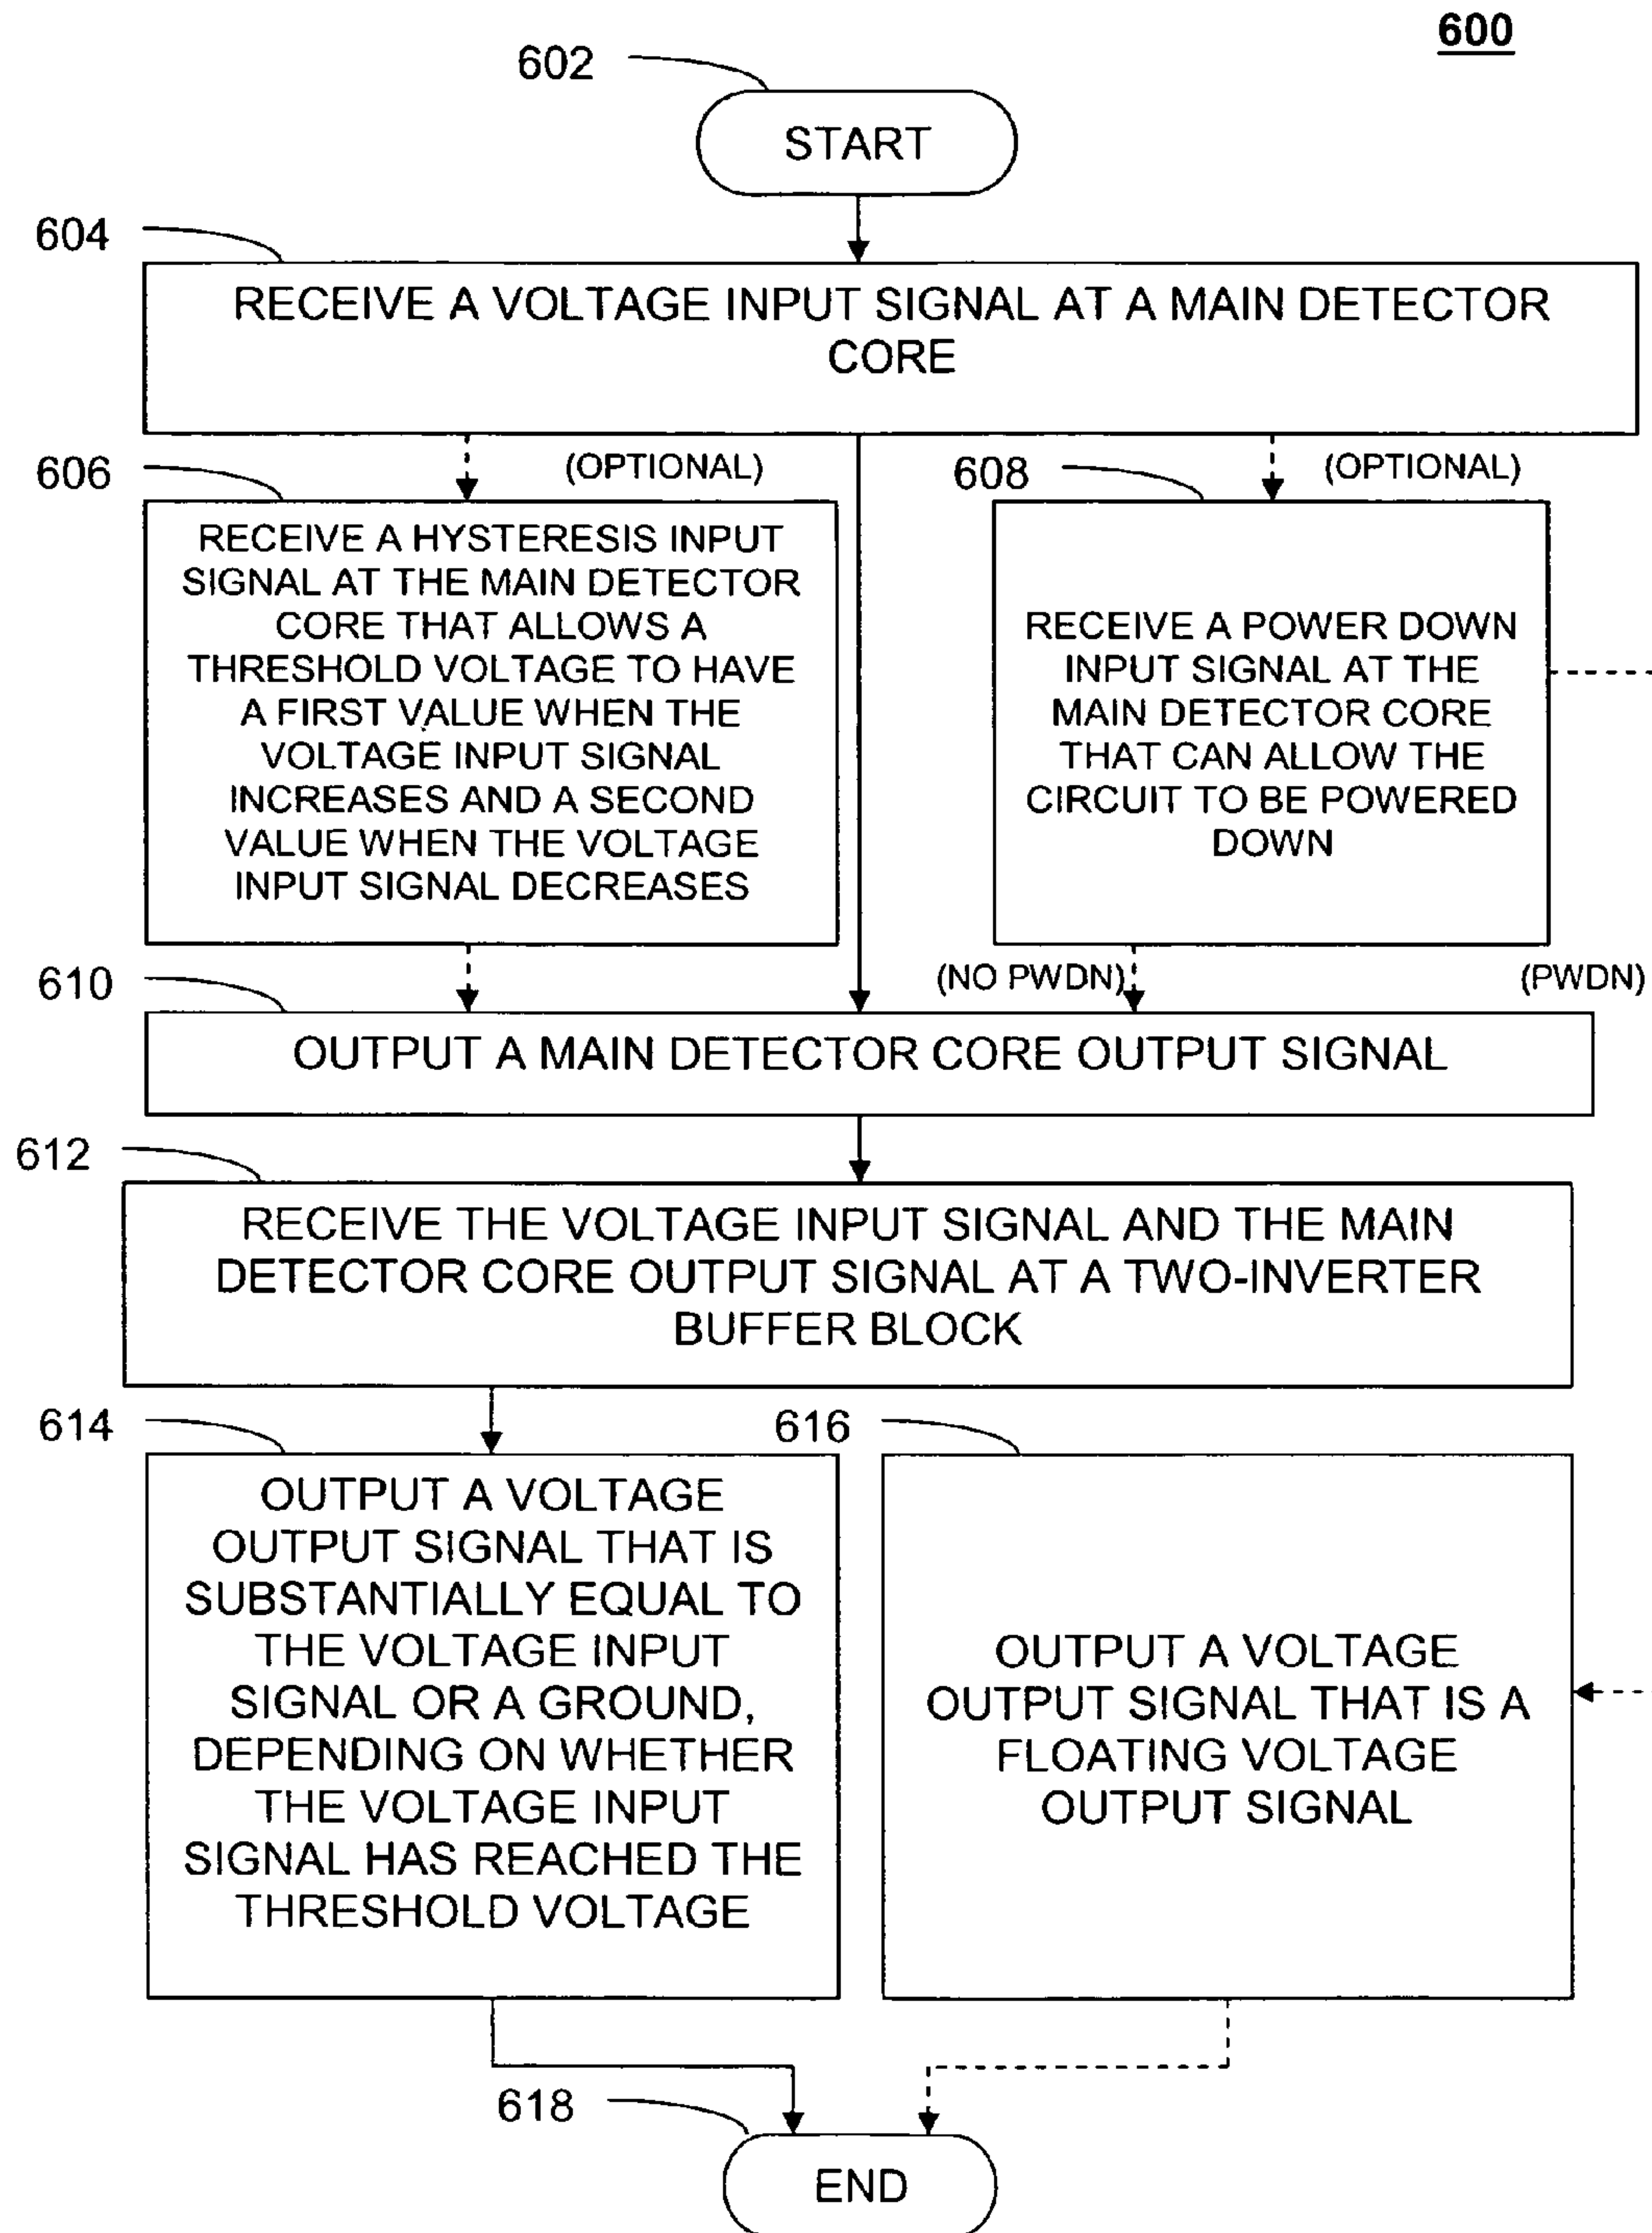 600
602
START
604
RECEIVE A VOLTAGE INPUT SIGNAL AT A MAIN DETECTOR
CORE
606
(OPTIONAL)
608
(OPTIONAL)
RECEIVE A HYSTERESIS INPUT
SIGNAL AT THE MAIN DETECTOR
CORE THAT ALLOWS A
THRESHOLD VOLTAGE TO HAVE
A FIRST VALUE WHEN THE
VOLTAGE INPUT SIGNAL
INCREASES AND A SECOND
VALUE WHEN THE VOLTAGE
INPUT SIGNAL DECREASES
RECEIVE A POWER DOWN
INPUT SIGNAL AT THE
MAIN DETECTOR CORE
THAT CAN ALLOW THE
CIRCUIT TO BE POWERED
DOWN
610
(NO PWDN)
(PWDN)
OUTPUT A MAIN DETECTOR CORE OUTPUT SIGNAL
612
RECEIVE THE VOLTAGE INPUT SIGNAL AND THE MAIN
DETECTOR CORE OUTPUT SIGNAL AT A TWO-INVERTER
BUFFER BLOCK
614
616
OUTPUT A VOLTAGE
OUTPUT SIGNAL THAT IS
SUBSTANTIALLY EQUAL TO
THE VOLTAGE INPUT
SIGNAL OR A GROUND,
DEPENDING ON WHETHER
THE VOLTAGE INPUT
SIGNAL HAS REACHED THE
THRESHOLD VOLTAGE
OUTPUT A VOLTAGE
OUTPUT SIGNAL THAT IS A
FLOATING VOLTAGE
OUTPUT SIGNAL
618
END